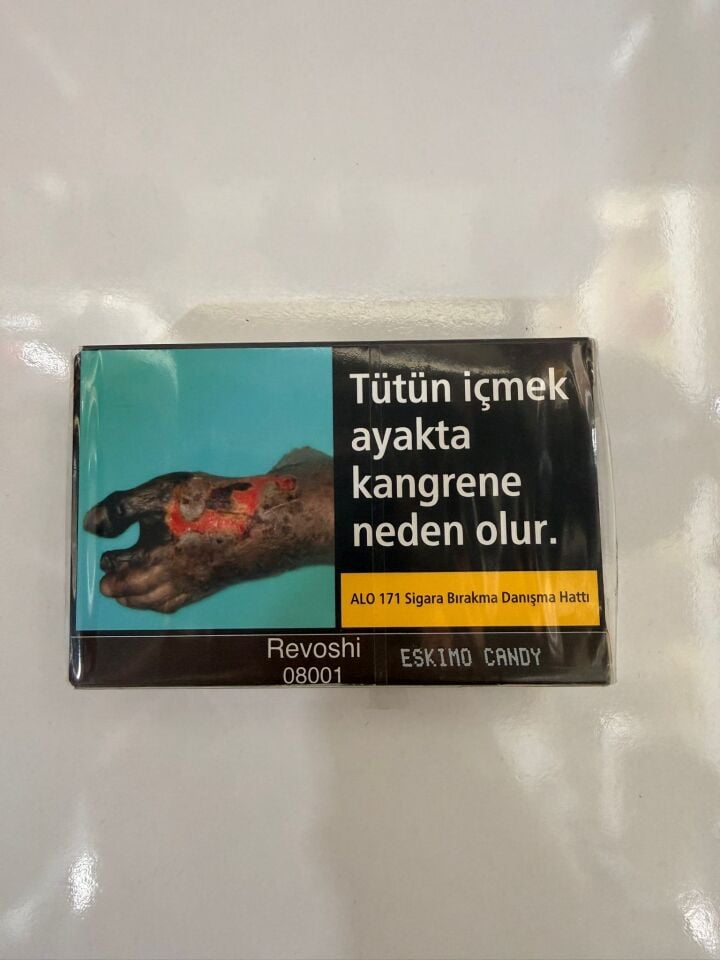 Tütün içmek
ayakta
kangrene
neden olur.
ALO 171 Sigara Bırakma Danışma Hattı
Revoshi
08001
ESKIMO CANDY